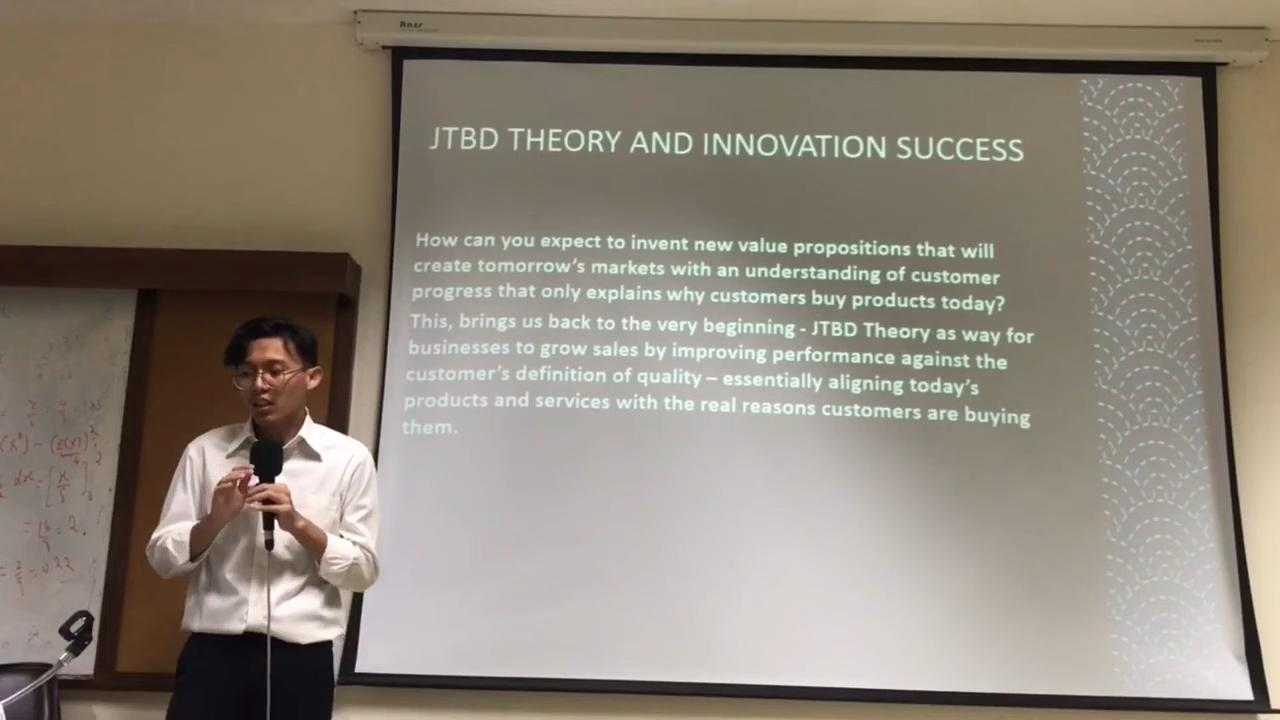 JTBD THEORY AND INNOVATION SUCCESS
How can you expect to invent new value propositions that will
create tomorrow's markets with an understanding of customer
progress that only explains why customers buy products today?
This, brings us back to the very beginning - JTBD Theory as way for
businesses to grow sales by improving performance against the
customer's definition of quality – essentially aligning today's
products and services with the real reasons customers are buying
them.